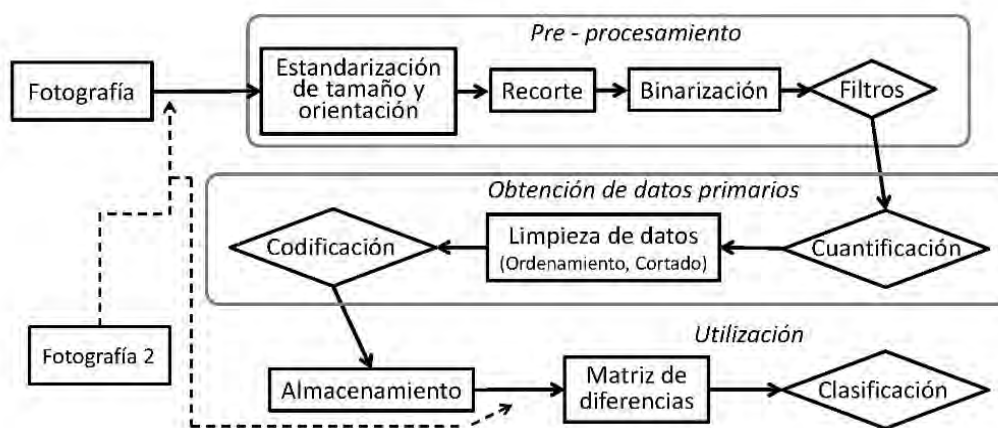 Pre - procesamiento
Fotografía
Estandarización
de tamaño y
orientación
Recorte
Binarización
Filtros
Obtención de datos primarios
Codificación
Limpieza de datos
(Ordenamiento, Cortado)
Cuantificación
Fotografía 2
Utilización
Almacenamiento
Matriz de
diferencias
Clasificación